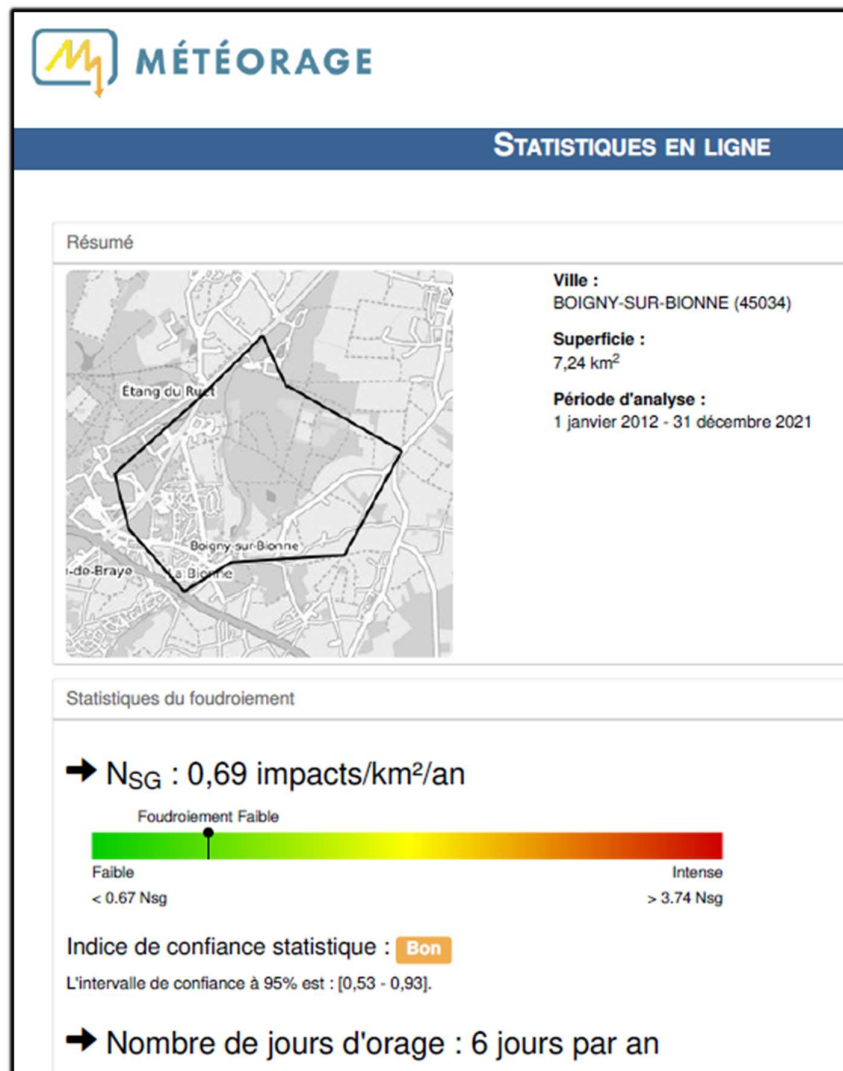 MÉTÉORAGE
STATISTIQUES EN LIGNE
Résumé
Étang du Ruet
Boigny-sur-Bionne
-de-Braye
La Bionne
Ville :
BOIGNY-SUR-BIONNE (45034)
Superficie :
7,24 km²
Période d'analyse :
1 janvier 2012 - 31 décembre 2021
Statistiques du foudroiement
➔ NSG : 0,69 impacts/km²/an
Foudroiement Faible
Faible
Intense
< 0.67 Nsg
> 3.74 Nsg
Indice de confiance statistique : Bon
L'intervalle de confiance à 95% est : [0,53 - 0,93].
➔ Nombre de jours d'orage : 6 jours par an